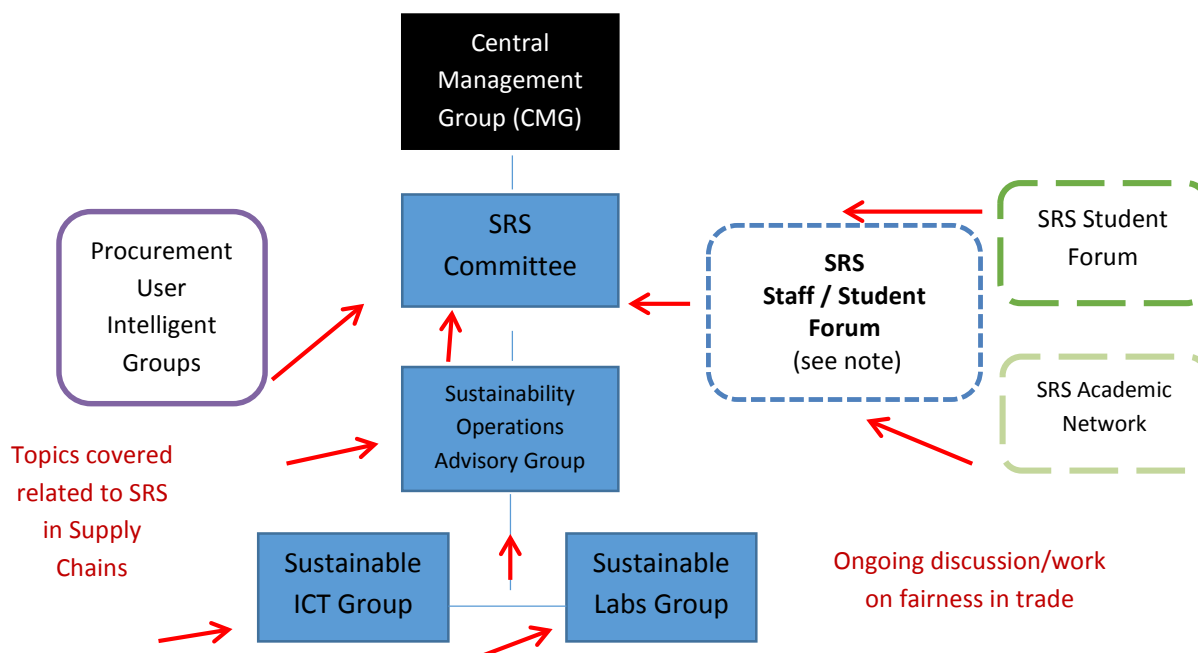 Central
Management
Group (CMG)
SRS
Committee
Procurement
User
Intelligent
Groups
SRS
Staff / Student
Forum
(see note)
SRS Student
Forum
SRS Academic
Network
Sustainability
Operations
Advisory Group
Topics covered
related to SRS
in Supply
Chains
Sustainable
ICT Group
Sustainable
Labs Group
Ongoing discussion/work
on fairness in trade